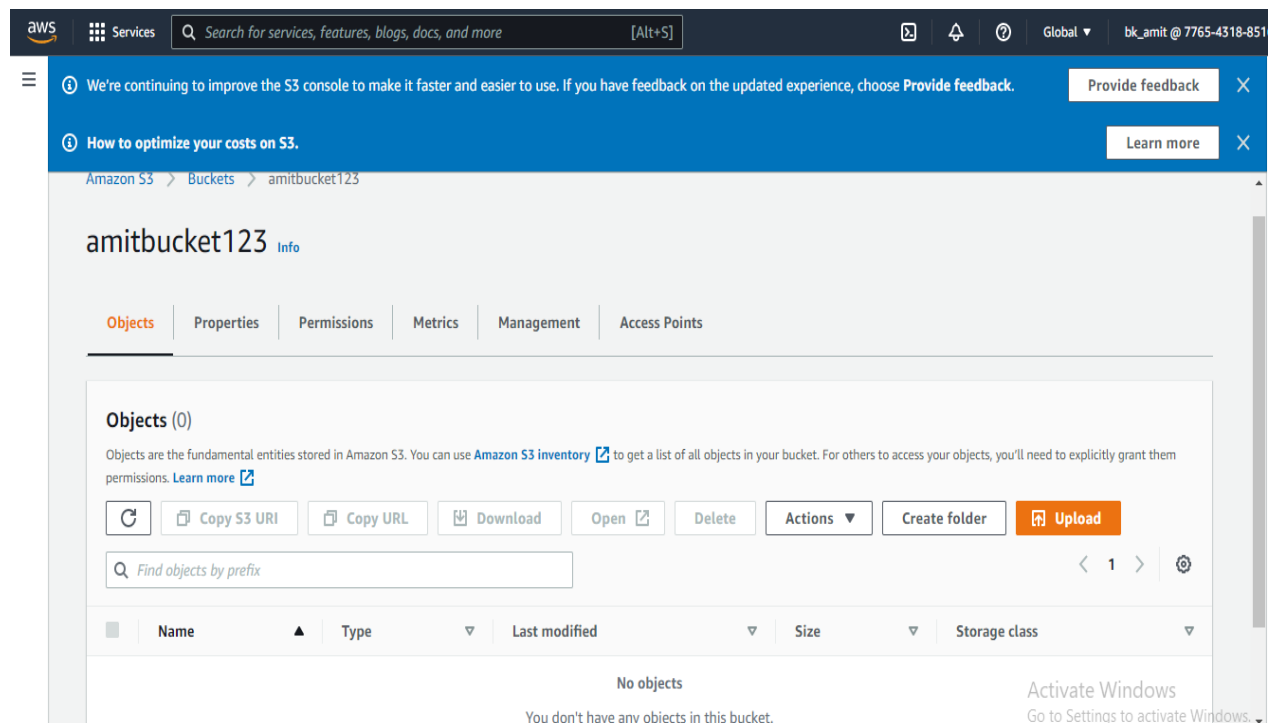 aws
Services
Search for services, features, blogs, docs, and more
[Alt+S]
Global ▼
bk_amit @ 7765-4318-851
We're continuing to improve the S3 console to make it faster and easier to use. If you have feedback on the updated experience, choose Provide feedback.
Provide feedback
How to optimize your costs on S3.
Learn more
Amazon S3 > Buckets > amitbucket123
amitbucket123 Info
Objects
Properties
Permissions
Metrics
Management
Access Points
Objects (0)
Objects are the fundamental entities stored in Amazon S3. You can use Amazon S3 inventory to get a list of all objects in your bucket. For others to access your objects, you'll need to explicitly grant them
permissions. Learn more
Copy S3 URI
Copy URL
Download
Open
Delete
Actions ▼
Create folder
Upload
Find objects by prefix
< 1 >
Name ▲ Type Last modified Size Storage class
No objects
You don't have any objects in this bucket.
Activate Windows
Go to Settings to activate Windows.